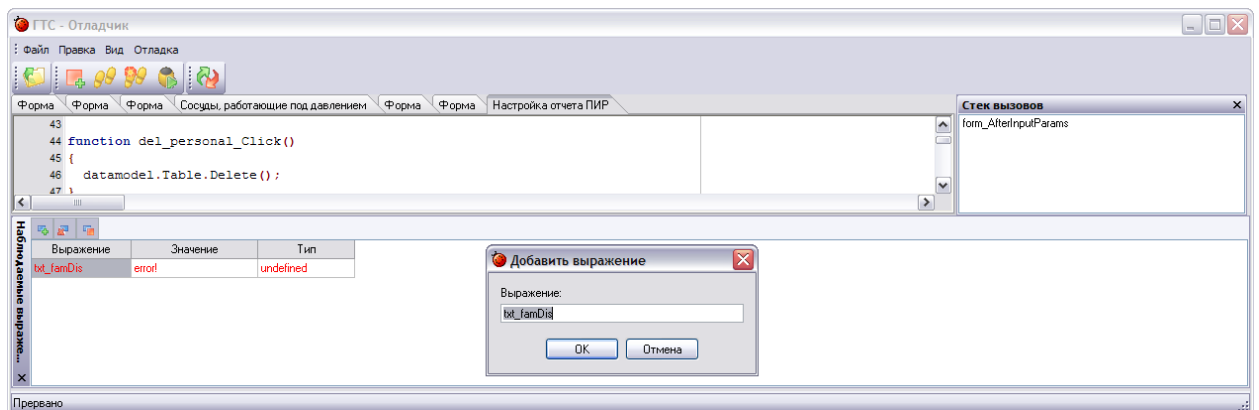 ГТС - Отладчик
Файл Правка Вид Отладка
Форма Форма Форма Сосуды, работающие под давлением Форма Форма Настройка отчета ПИР
Стек вызовов
form_AfterInputParams
43
44 function del_personal_Click()
45 {
46 datamodel.Table.Delete();
47 }
Наблюдаемые выраже...
Выражение Значение Тип
txt_famDis error! undefined
Добавить выражение
Выражение:
txt_famDis
OK Отмена
Прервано